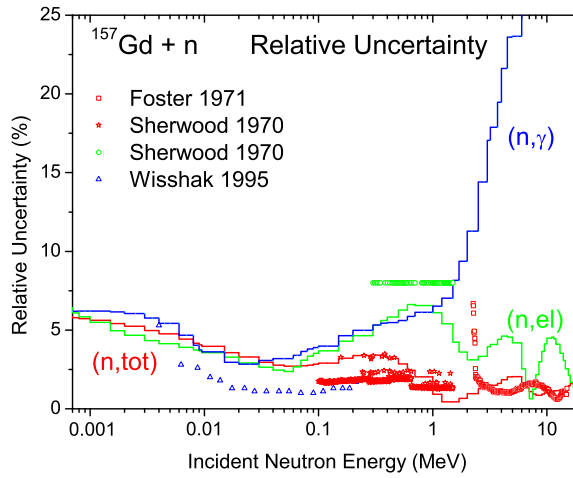 157Gd + n Relative Uncertainty
Foster 1971
Sherwood 1970
Sherwood 1970
Wisshak 1995
(n,γ)
(n,el)
(n,tot)
Relative Uncertainty (%)
25
20
15
10
5
0
0.001 0.01 0.1 1 10
Incident Neutron Energy (MeV)